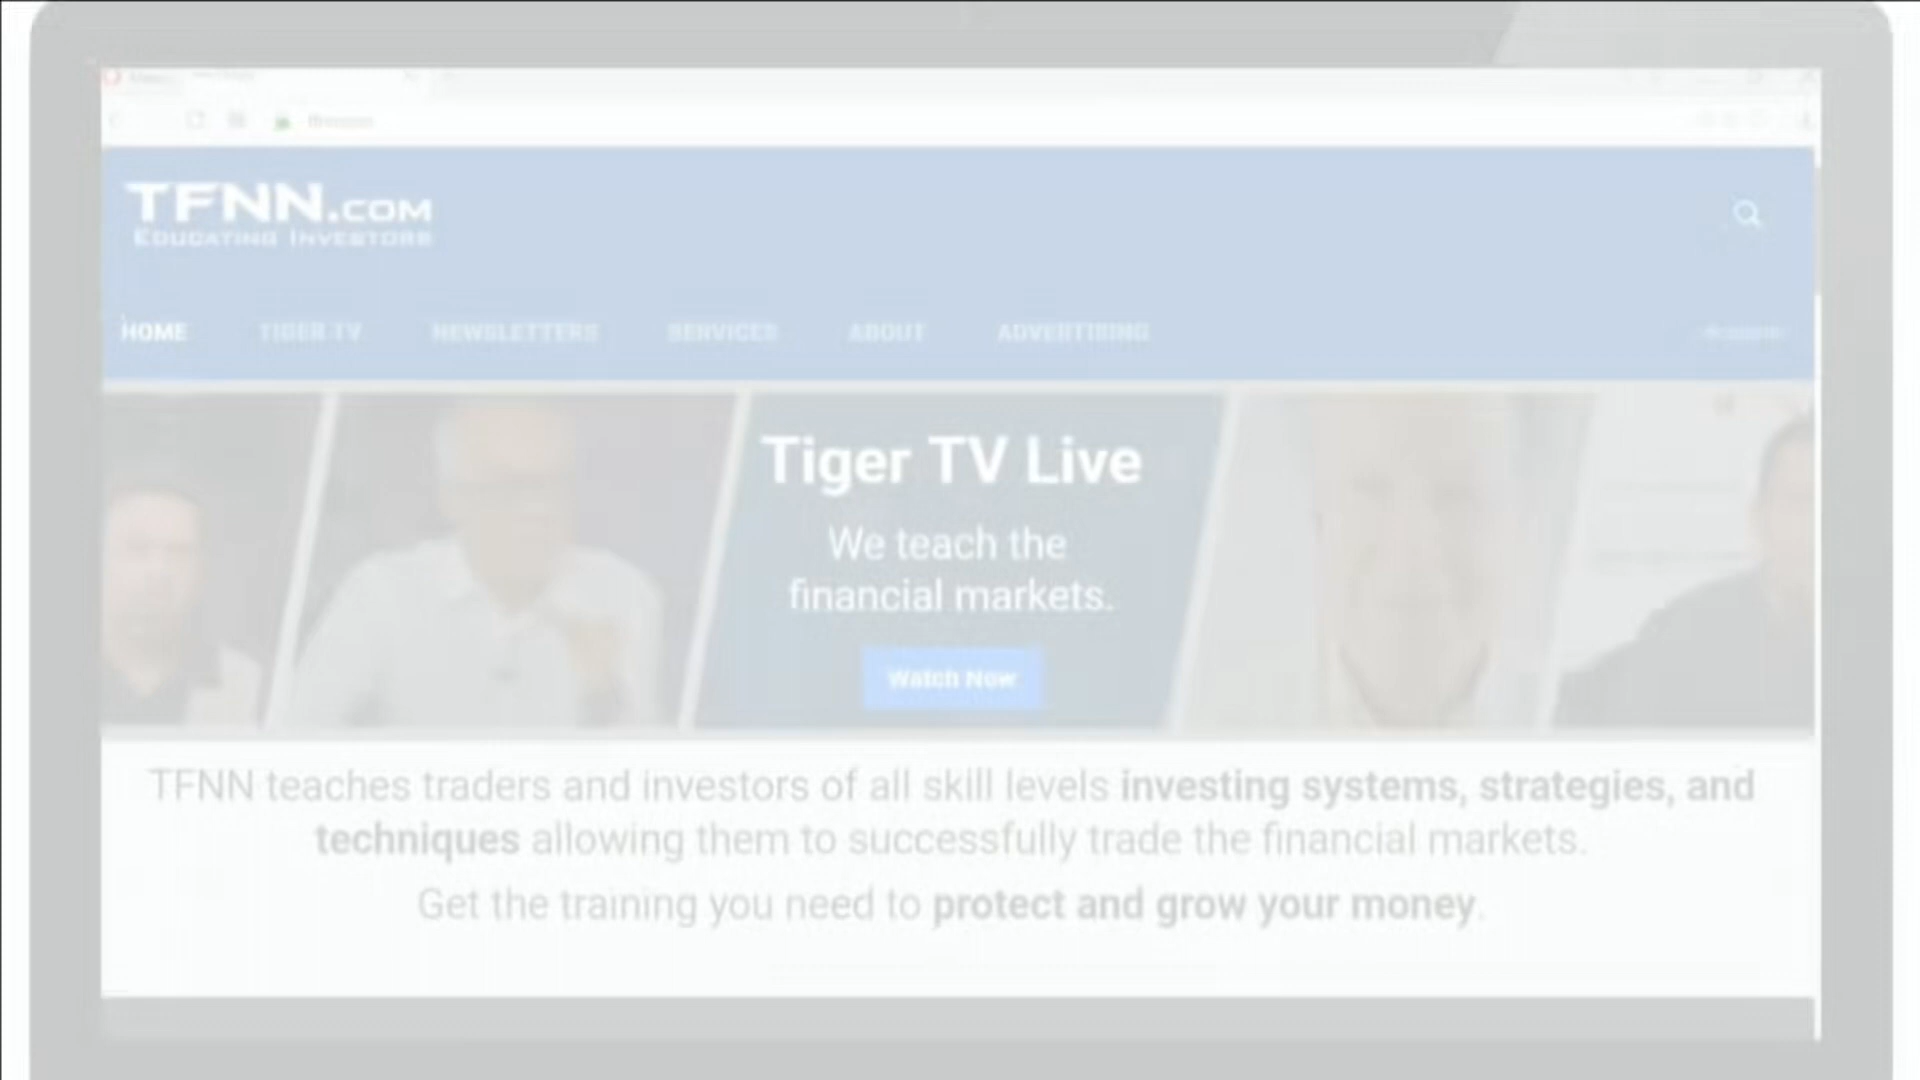 TFNN.COM
EDUCATING INVESTORS
HOME TIGER TV NEWSLETTERS SERVICES ABOUT ADVERTISING
Tiger TV Live
We teach the
financial markets.
Watch Now
TFNN teaches traders and investors of all skill levels investing systems, strategies, and
techniques allowing them to successfully trade the financial markets.
Get the training you need to protect and grow your money.